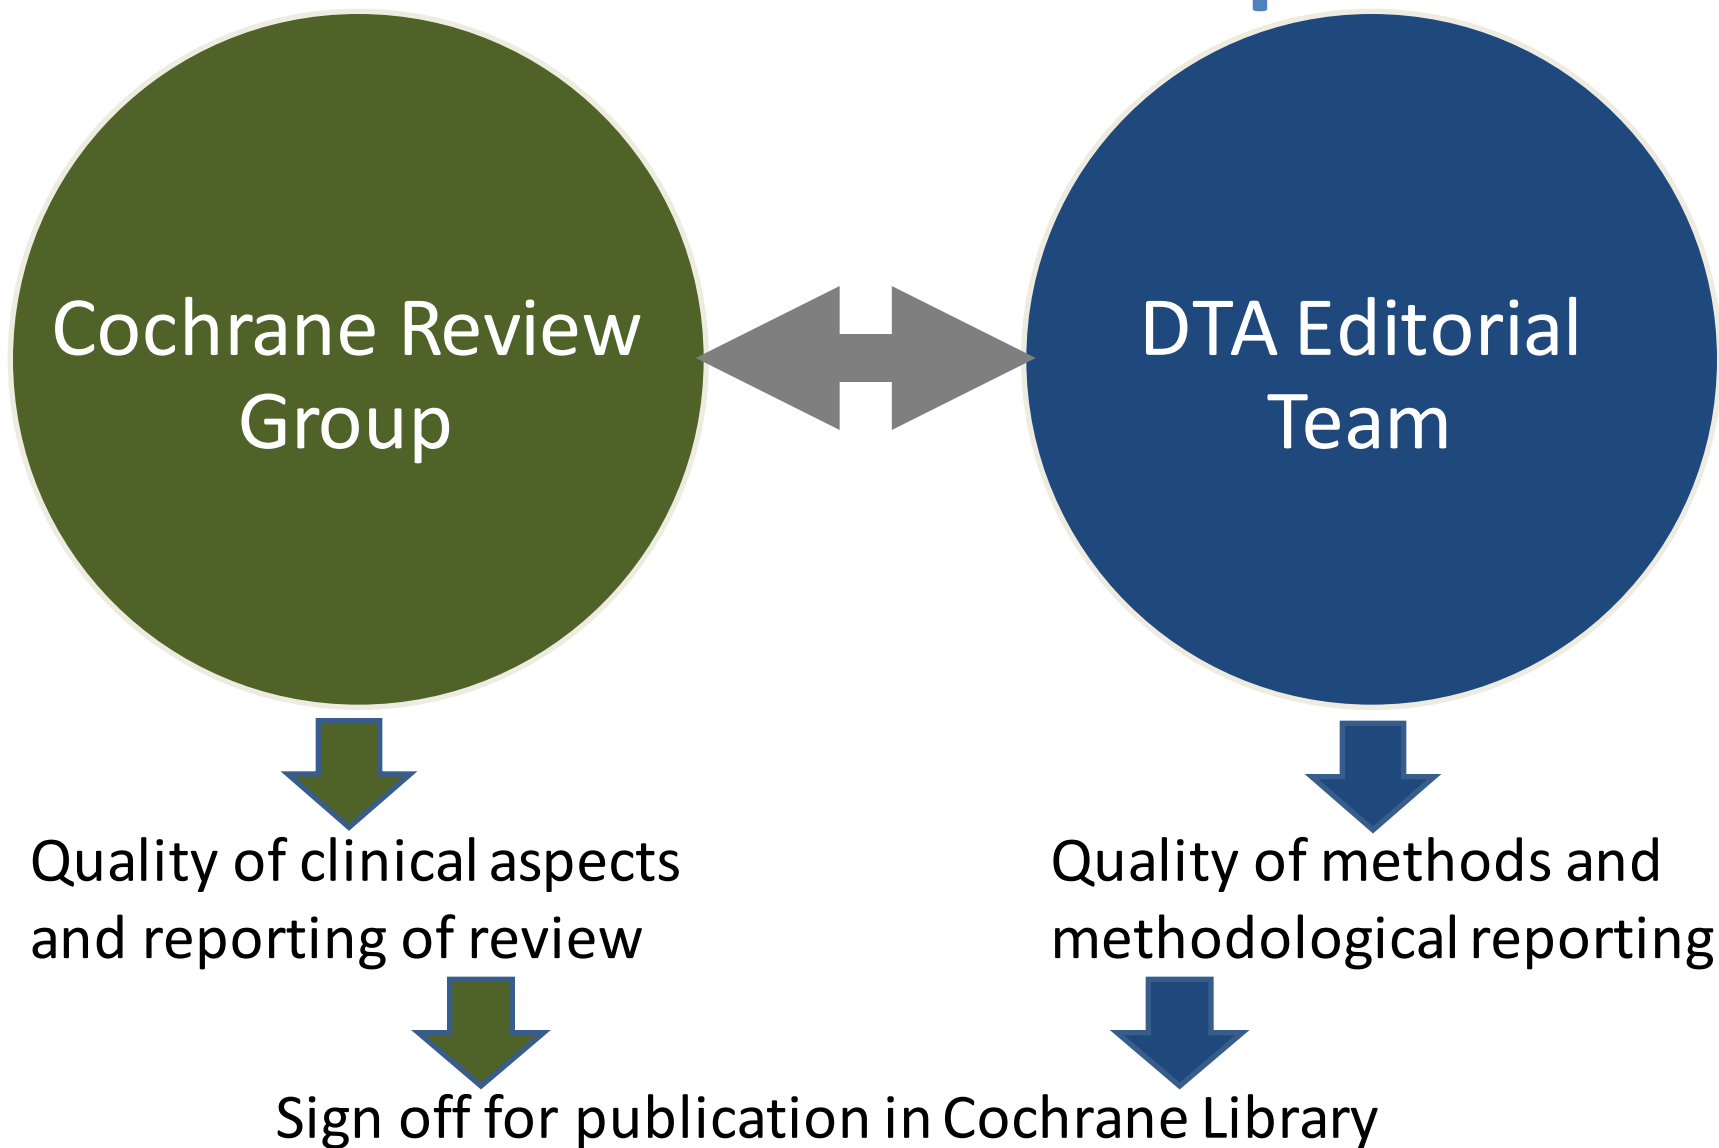 Cochrane Review
Group
DTA Editorial
Team
Quality of clinical aspects
and reporting of review
Quality of methods and
methodological reporting
Sign off for publication in Cochrane Library